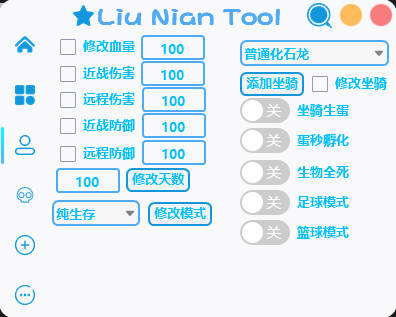 Liu Nian Tool
修改血量 100
近战伤害 100
远程伤害 100
近战防御 100
远程防御 100
100 修改天数
纯生存 修改模式
普通化石龙
添加坐骑 修改坐骑
关 坐骑生蛋
关 蛋秒孵化
关 生物全死
关 足球模式
关 篮球模式